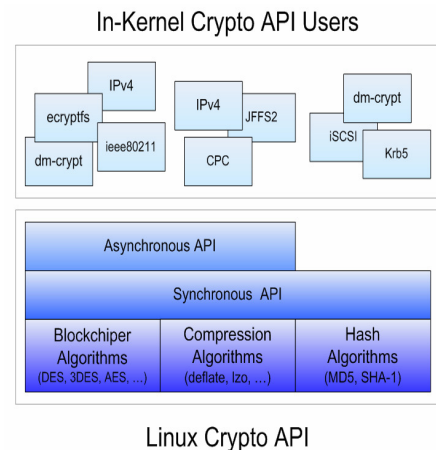 In-Kernel Crypto API Users
IPv4
ecryptfs
ieee80211
dm-crypt
IPv4
JFFS2
CPC
dm-crypt
iSCSI
Krb5
Asynchronous API
Synchronous API
Blockchiper
Algorithms
(DES, 3DES, AES, ...)
Compression
Algorithms
(deflate, lzo, ...)
Hash
Algorithms
(MD5, SHA-1)
Linux Crypto API